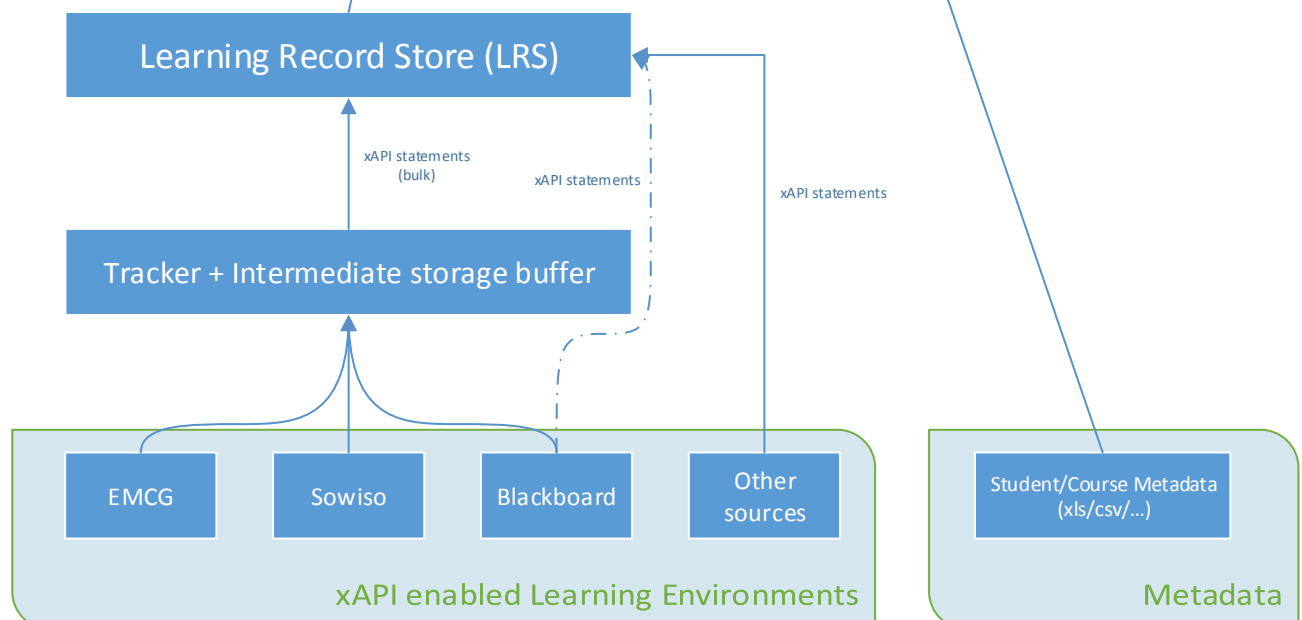 Learning Record Store (LRS)
xAPI statements
(bulk)
xAPI statements
xAPI statements
Tracker + Intermediate storage buffer
EMCG
Sowiso
Blackboard
Other
sources
Student/Course Metadata
(xls/csv/...)
xAPI enabled Learning Environments
Metadata